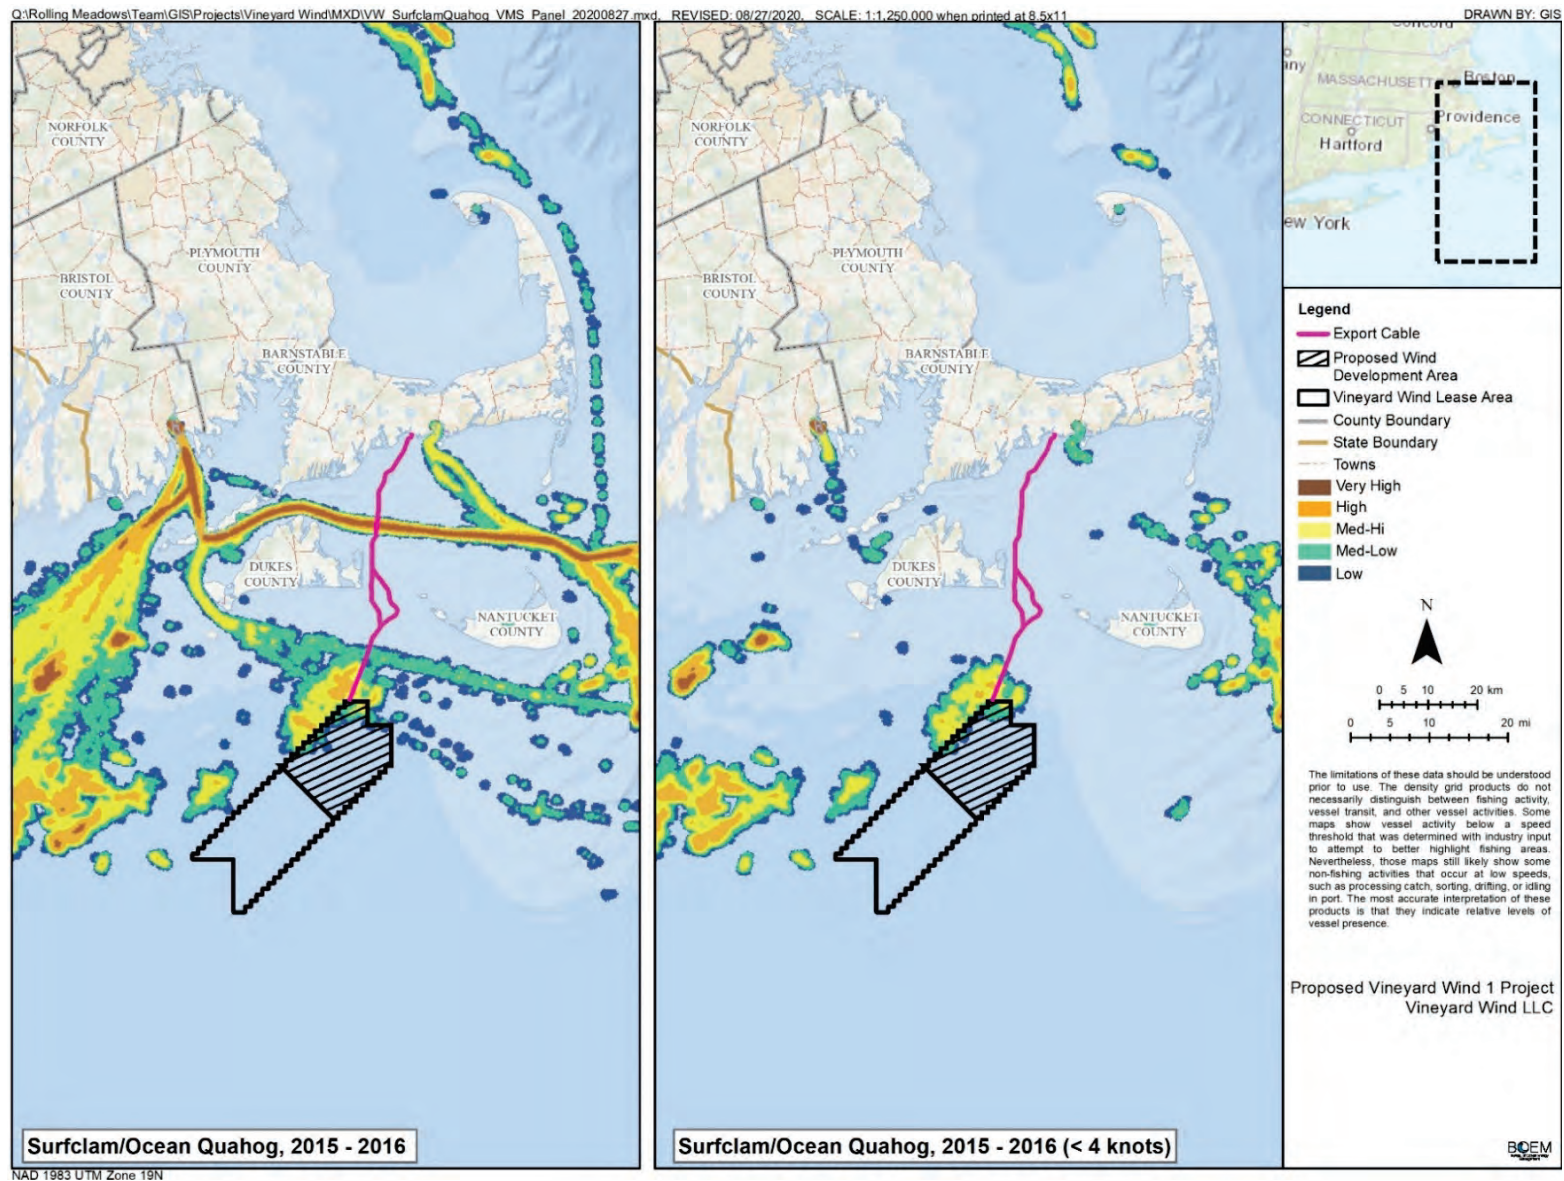 Q:\Rolling Meadows\Team\GIS\Projects\Vineyard Wind\MXD\VW_SurfclamQuahog_VMS_Panel_20200827.mxd, REVISED: 08/27/2020, SCALE: 1:1,250,000 when printed at 8.5x11
DRAWN BY: GIS
NORFOLK
COUNTY
PLYMOUTH
COUNTY
BRISTOL
COUNTY
BARNSTABLE
COUNTY
DUKES
COUNTY
NANTUCKET
COUNTY
Surfclam/Ocean Quahog, 2015 - 2016
NORFOLK
COUNTY
PLYMOUTH
COUNTY
BRISTOL
COUNTY
BARNSTABLE
COUNTY
DUKES
COUNTY
NANTUCKET
COUNTY
Surfclam/Ocean Quahog, 2015 - 2016 (< 4 knots)
Concord
any
MASSACHUSETT
Boston
CONNECTICUT
Providence
Hartford
ew York
Legend
Export Cable
Proposed Wind
Development Area
Vineyard Wind Lease Area
County Boundary
State Boundary
Towns
Very High
High
Med-Hi
Med-Low
Low
N
0 5 10 20 km
0 5 10 20 mi
The limitations of these data should be understood
prior to use. The density grid products do not
necessarily distinguish between fishing activity,
vessel transit, and other vessel activities. Some
maps show vessel activity below a speed
threshold that was determined with industry input
to attempt to better highlight fishing areas.
Nevertheless, those maps still likely show some
non-fishing activities that occur at low speeds,
such as processing catch, sorting, drifting, or idling
in port. The most accurate interpretation of these
products is that they indicate relative levels of
vessel presence.
Proposed Vineyard Wind 1 Project
Vineyard Wind LLC
BOEM
NAD 1983 UTM Zone 19N